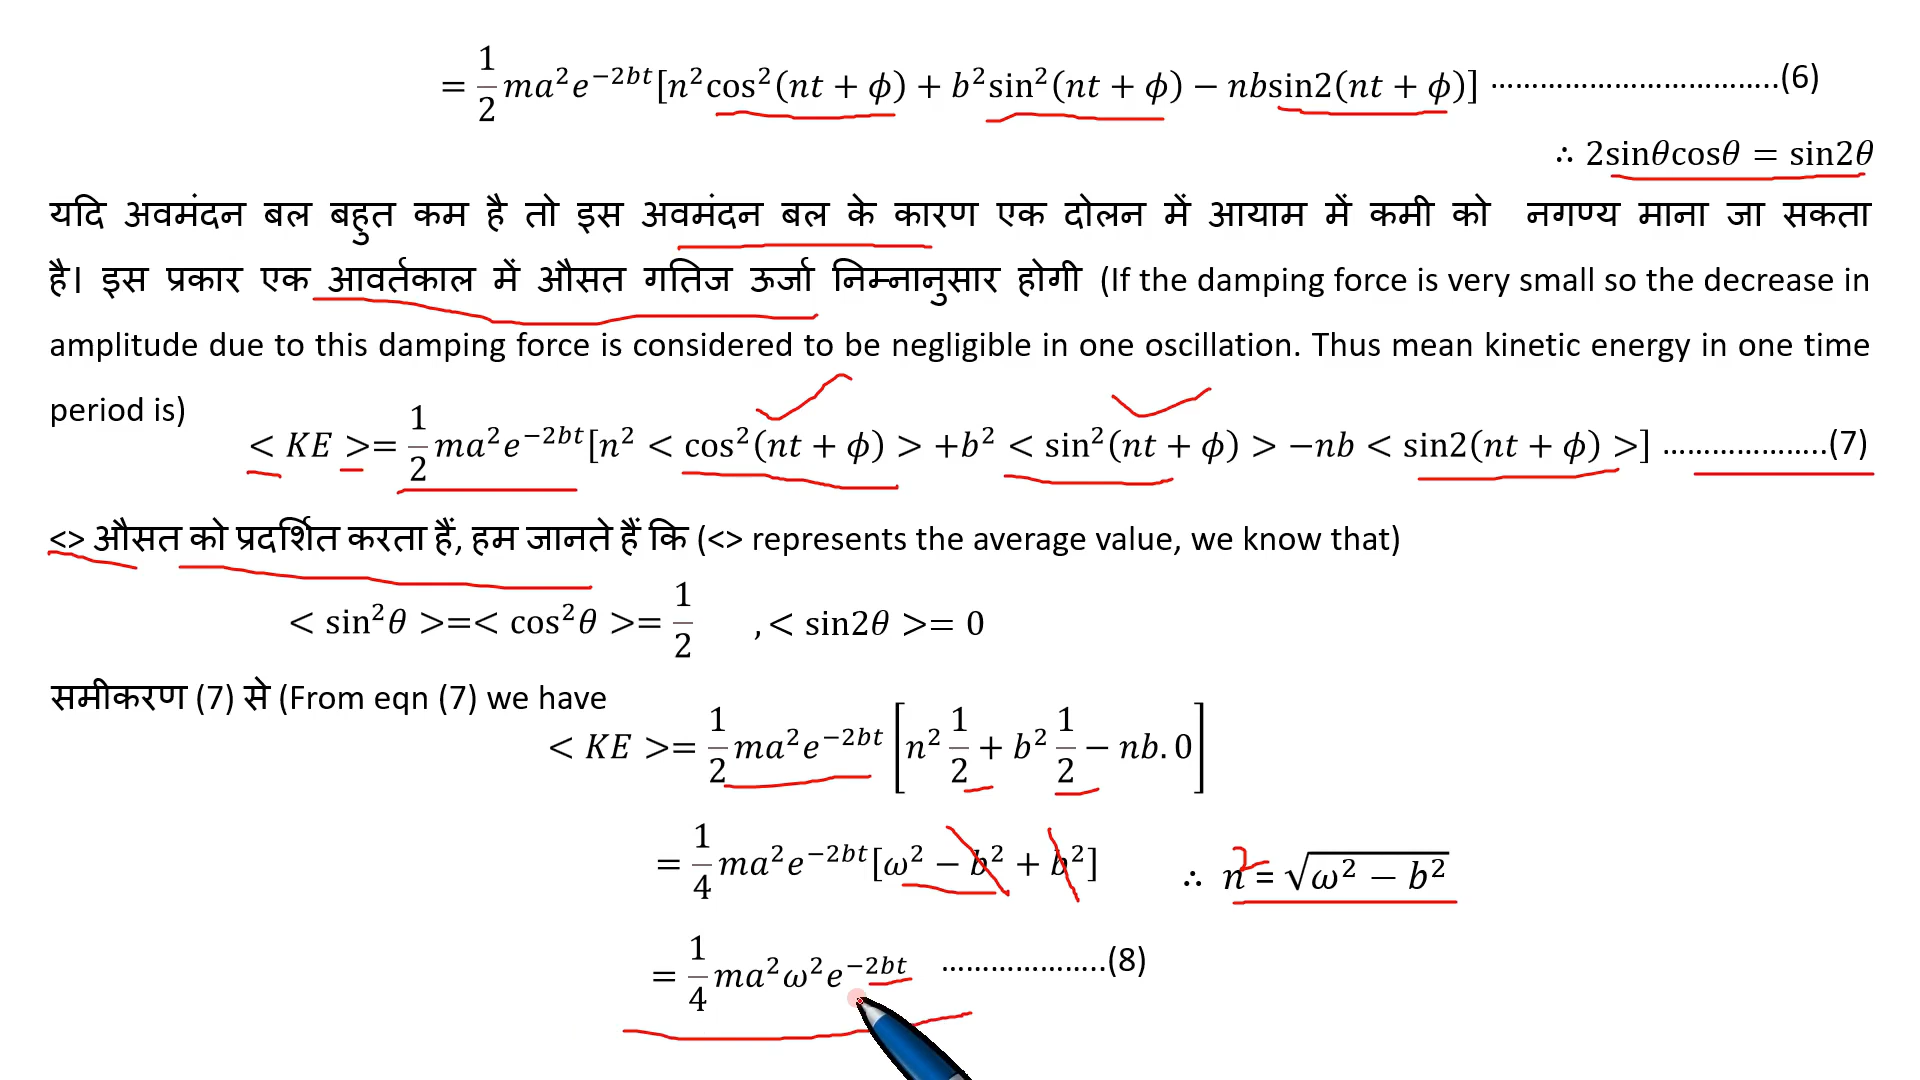 = 1/2 ma²e⁻²ᵇᵗ[n²cos²(nt + ϕ) + b²sin²(nt + ϕ) − nbsin2(nt + ϕ)] ……………………………..(6)
∴ 2sinθcosθ = sin2θ
यदि अवमंदन बल बहुत कम है तो इस अवमंदन बल के कारण एक दोलन में आयाम में कमी को नगण्य माना जा सकता
है। इस प्रकार एक आवर्तकाल में औसत गतिज ऊर्जा निम्नानुसार होगी (If the damping force is very small so the decrease in
amplitude due to this damping force is considered to be negligible in one oscillation. Thus mean kinetic energy in one time
period is)
< KE >= 1/2 ma²e⁻²ᵇᵗ[n² < cos²(nt + ϕ) > +b² < sin²(nt + ϕ) > −nb < sin2(nt + ϕ) >] ………………..(7)
<> औसत को प्रदर्शित करता हैं, हम जानते हैं कि (<> represents the average value, we know that)
< sin²θ >=< cos²θ >= 1/2 , < sin2θ >= 0
समीकरण (7) से (From eqn (7) we have
< KE >= 1/2 ma²e⁻²ᵇᵗ [n² 1/2 + b² 1/2 − nb. 0]
= 1/4 ma²e⁻²ᵇᵗ[ω² − b² + b²] ∴ n² = √(ω² − b²)
= 1/4 ma²ω²e⁻²ᵇᵗ ………………..(8)